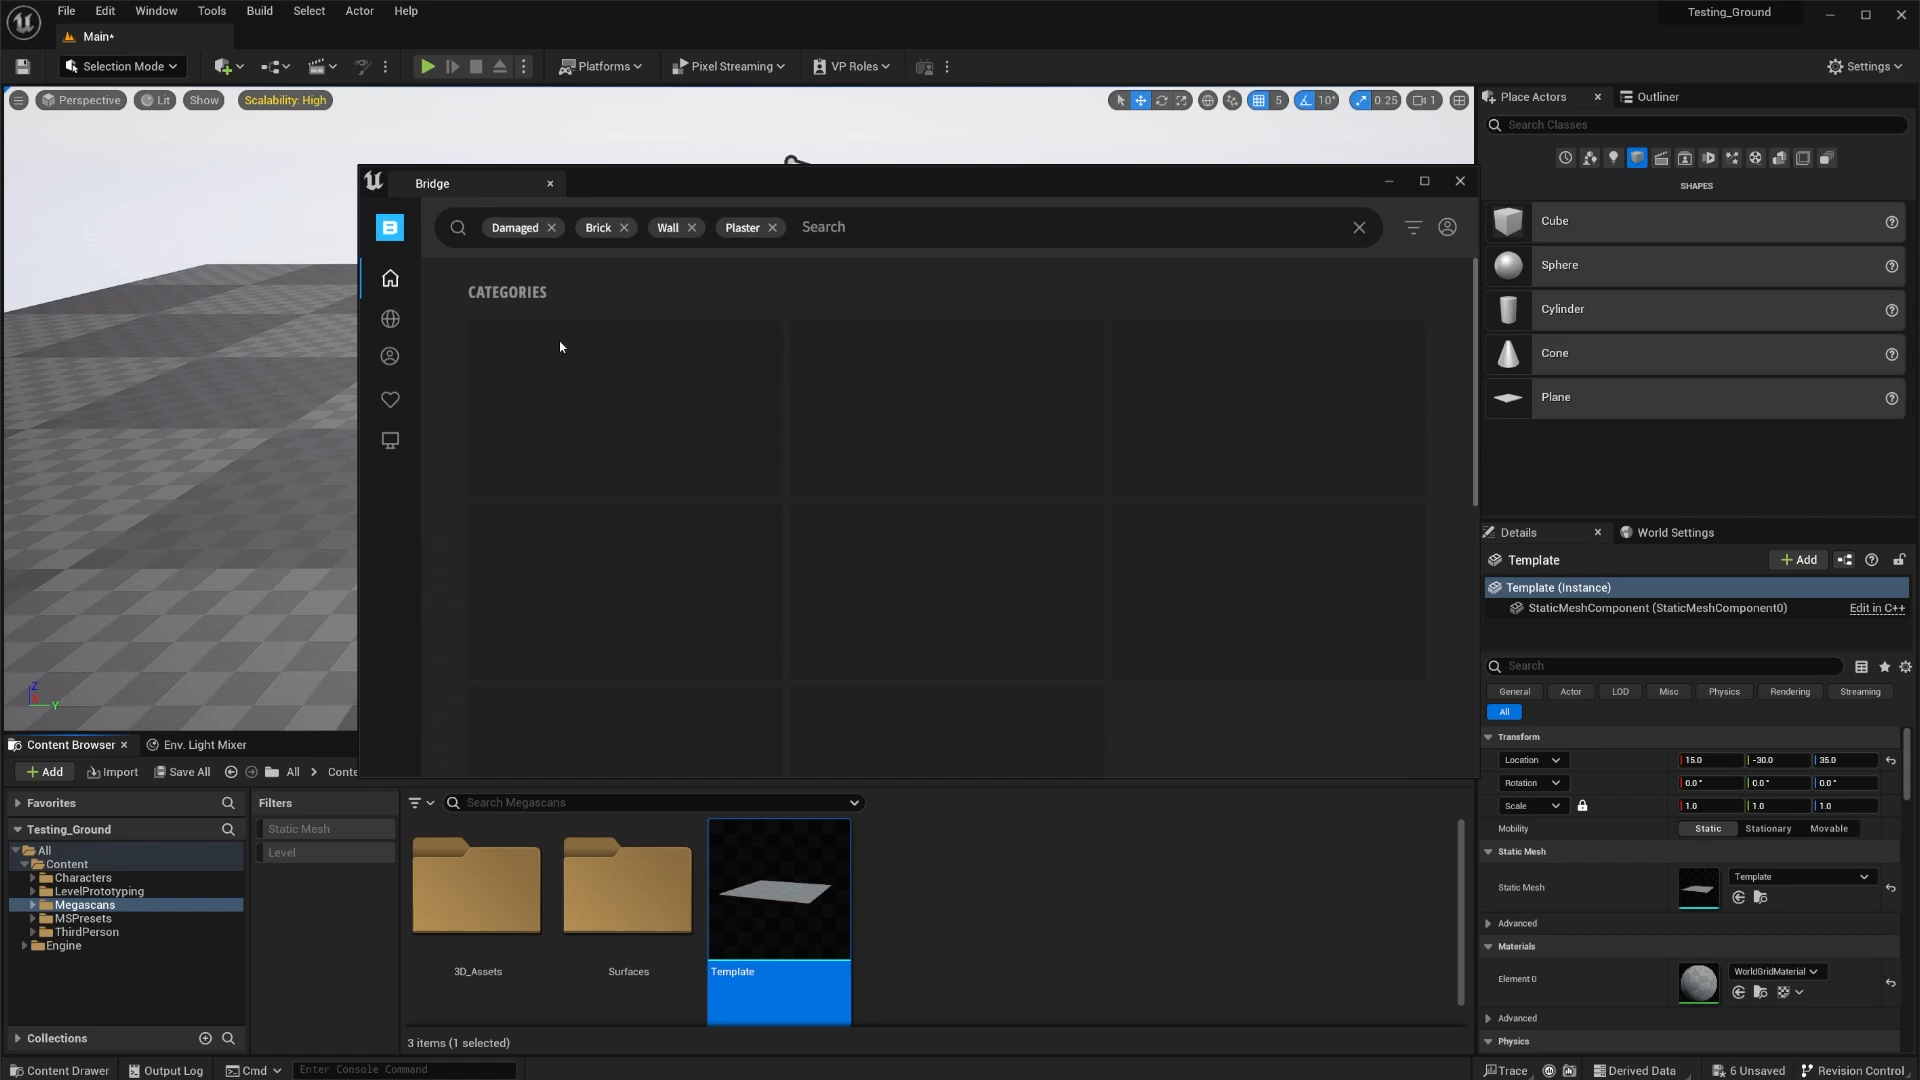 File Edit Window Tools Build Select Actor Help
Testing_Ground
Main*
Selection Mode
Platforms
Pixel Streaming
VP Roles
Settings
Perspective Lit Show Scalability: High
5 10° 0.25 1
Place Actors
Outliner
Search Classes
SHAPES
Cube
Sphere
Cylinder
Cone
Plane
Bridge
Damaged Brick Wall Plaster Search
CATEGORIES
Z
Y
Details
World Settings
Template
+ Add
Template (Instance)
StaticMeshComponent (StaticMeshComponent0) Edit in C++
Search
General Actor LOD Misc Physics Rendering Streaming
All
Transform
Location 15.0 -30.0 35.0
Rotation 0.0° 0.0° 0.0°
Scale 1.0 1.0 1.0
Mobility Static Stationary Movable
Static Mesh
Static Mesh Template
Advanced
Materials
Element 0 WorldGridMaterial
Advanced
Physics
Content Browser
Env. Light Mixer
+ Add Import Save All All > Conte
Favorites
Testing_Ground
All
Content
Characters
LevelPrototyping
Megascans
MSPresets
ThirdPerson
Engine
Collections
Filters
Static Mesh
Level
Search Megascans
3D_Assets Surfaces Template
3 items (1 selected)
Content Drawer Output Log Cmd Enter Console Command
Trace Derived Data 6 Unsaved Revision Control